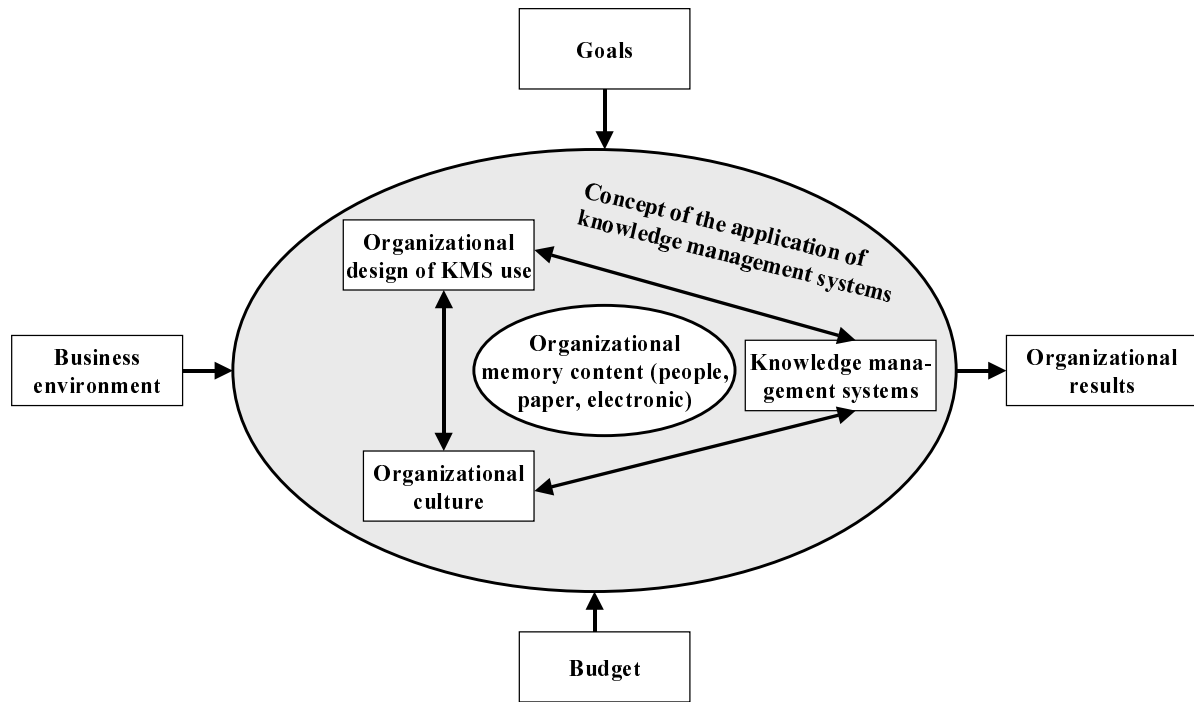 Goals
Concept of the application of
knowledge management systems
Organizational
design of KMS use
Business
environment
Organizational
memory content (people,
paper, electronic)
Knowledge mana-
gement systems
Organizational
results
Organizational
culture
Budget